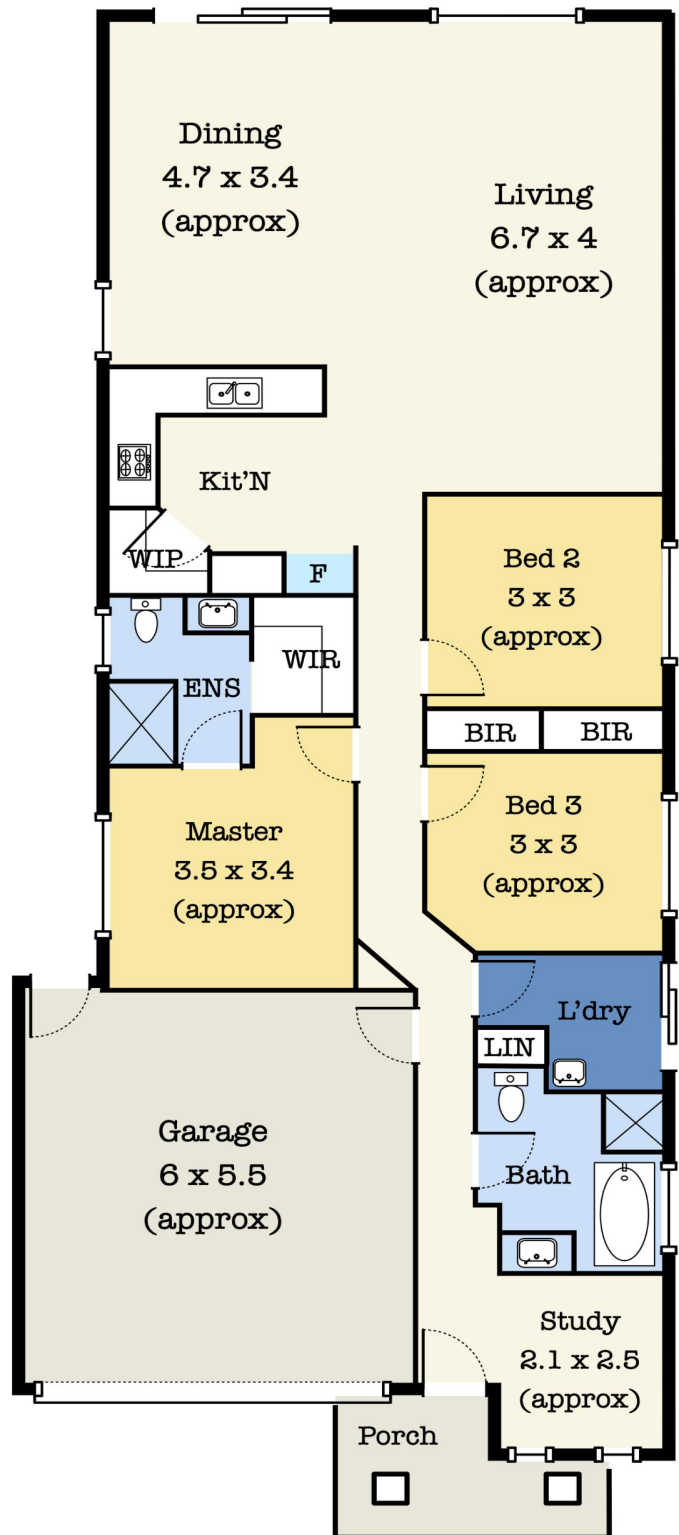 Dining
4.7 x 3.4
(approx)
Living
6.7 x 4
(approx)
Kit'N
WIP
F
Bed 2
3 x 3
(approx)
WIR
ENS
BIR
BIR
Master
3.5 x 3.4
(approx)
Bed 3
3 x 3
(approx)
L'dry
LIN
Garage
6 x 5.5
(approx)
Bath
Study
2.1 x 2.5
(approx)
Porch